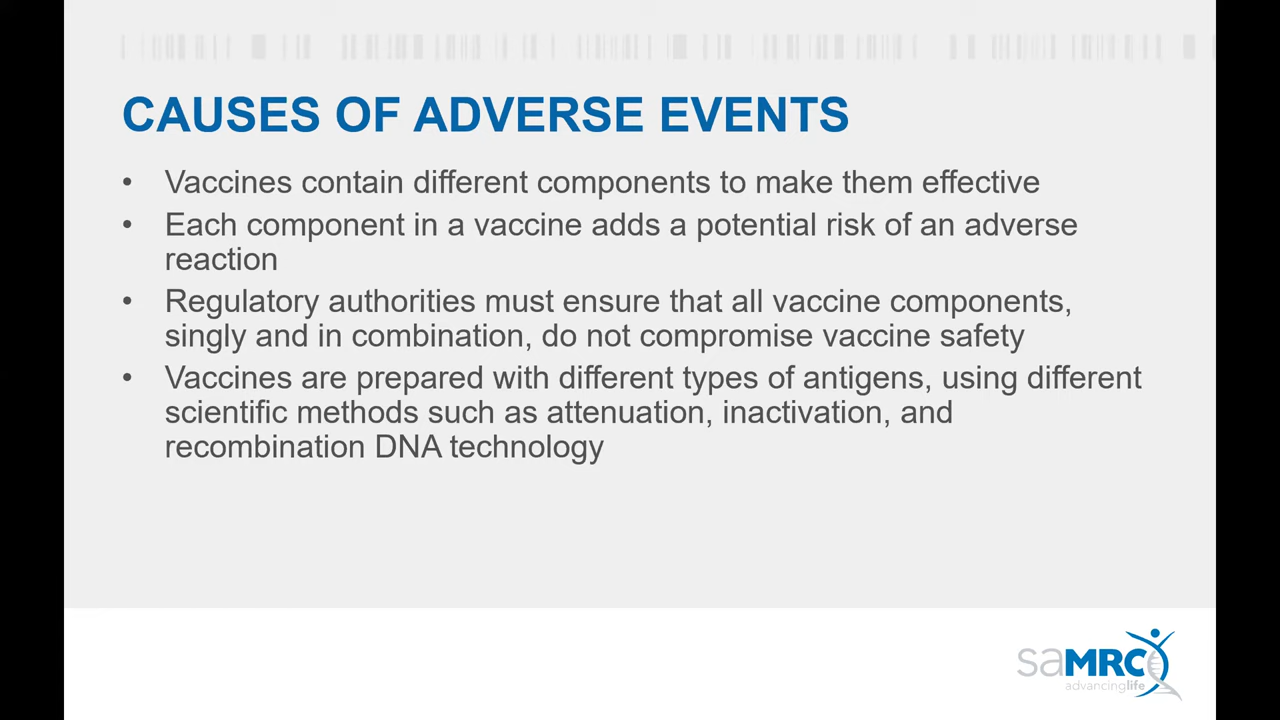 CAUSES OF ADVERSE EVENTS
• Vaccines contain different components to make them effective
• Each component in a vaccine adds a potential risk of an adverse
reaction
• Regulatory authorities must ensure that all vaccine components,
singly and in combination, do not compromise vaccine safety
• Vaccines are prepared with different types of antigens, using different
scientific methods such as attenuation, inactivation, and
recombination DNA technology
saMRC
advancinglife